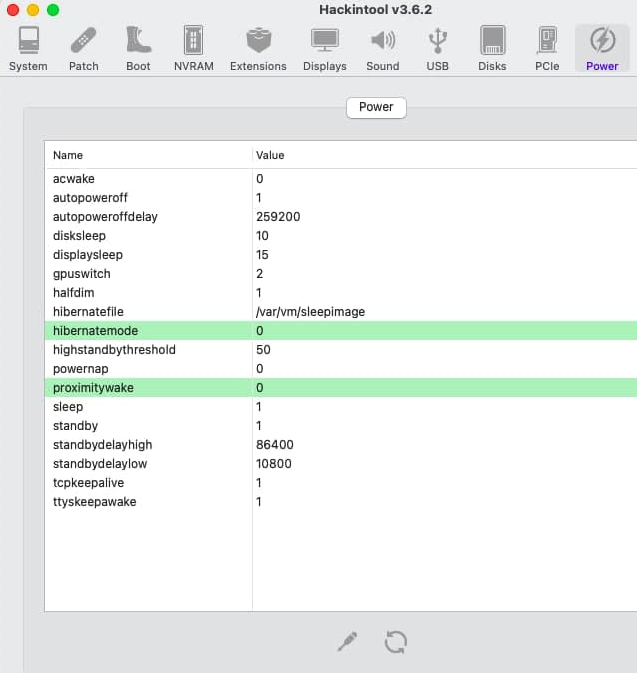 Hackintool v3.6.2
System Patch Boot NVRAM Extensions Displays Sound USB Disks PCIe Power
Power
Name Value
acwake 0
autopoweroff 1
autopoweroffdelay 259200
disksleep 10
displaysleep 15
gpuswitch 2
halfdim 1
hibernatefile /var/vm/sleepimage
hibernatemode 0
highstandbythreshold 50
powernap 0
proximitywake 0
sleep 1
standby 1
standbydelayhigh 86400
standbydelaylow 10800
tcpkeepalive 1
ttyskeepawake 1